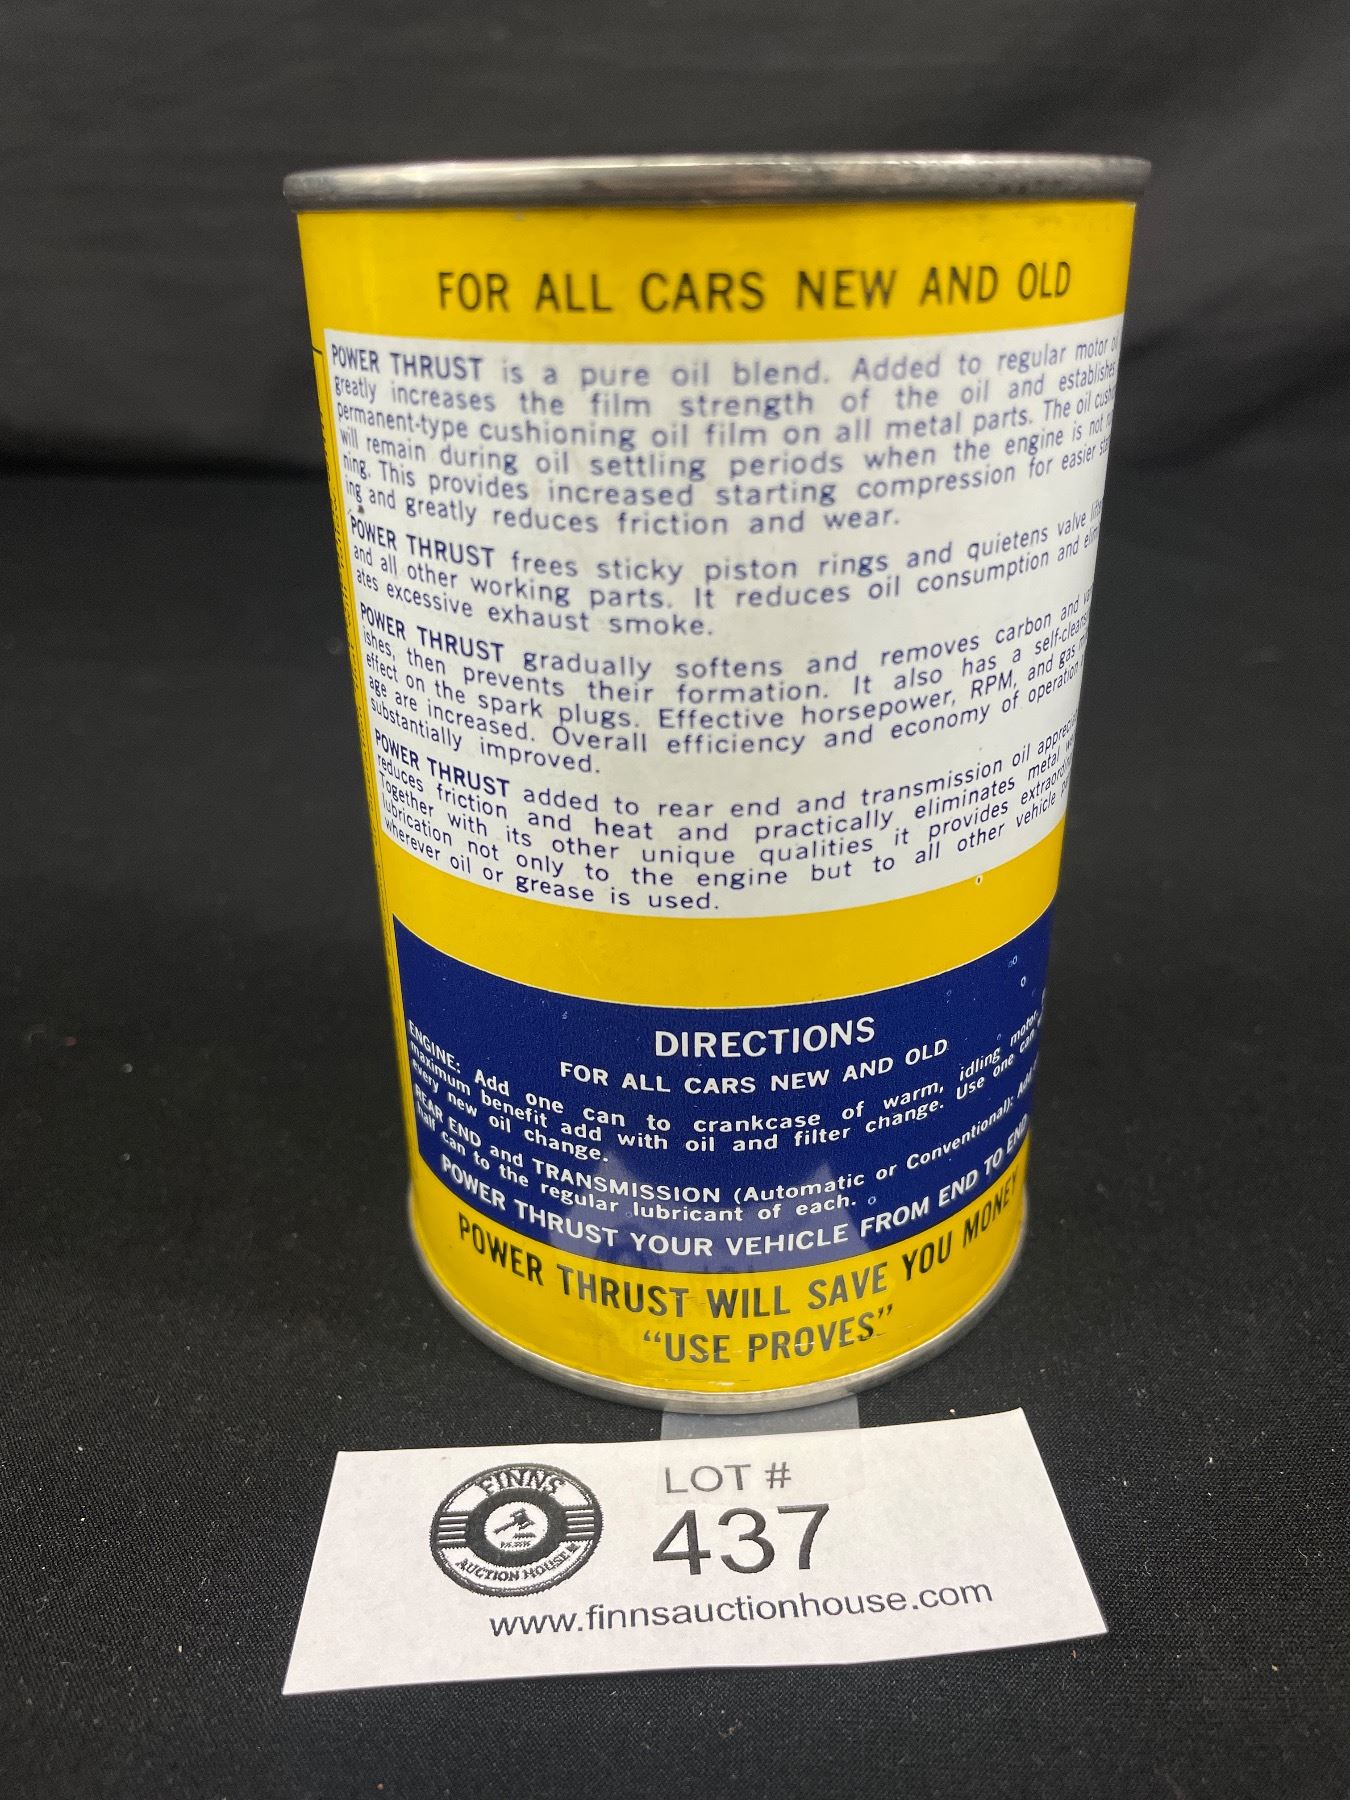 FOR ALL CARS NEW AND OLD
POWER THRUST is a pure oil blend. Added to regular motor
greatly increases the film strength of the oil and establishes
permanent-type cushioning oil film on all metal parts. The oil
will remain during oil settling periods when the engine is not
ning. This provides increased starting compression for easier
ing and greatly reduces friction and wear.
POWER THRUST frees sticky piston rings and quietens valve
and all other working parts. It reduces oil consumption and
ates excessive exhaust smoke.
POWER THRUST gradually softens and removes carbon and
ishes, then prevents their formation. It also has a
effect on the spark plugs. Effective horsepower, RPM, and gas
age are increased. Overall efficiency and economy of operation
substantially improved.
POWER THRUST added to rear end and transmission oil
reduces friction and heat and practically eliminates metal
Together with its other unique qualities it provides
lubrication not only to the engine but to all other vehicle
wherever oil or grease is used.
DIRECTIONS
FOR ALL CARS NEW AND OLD
ENGINE: Add one can to crankcase of warm, idling motor.
maximum benefit add with oil and filter change. Use one can
every new oil change.
REAR END and TRANSMISSION (Automatic or Conventional): Add
half can to the regular lubricant of each.
POWER THRUST YOUR VEHICLE FROM END TO END
POWER THRUST WILL SAVE YOU MONEY
"USE PROVES"
FINNS
AUCTION HOUSE
LOT #
437
www.finnsauctionhouse.com